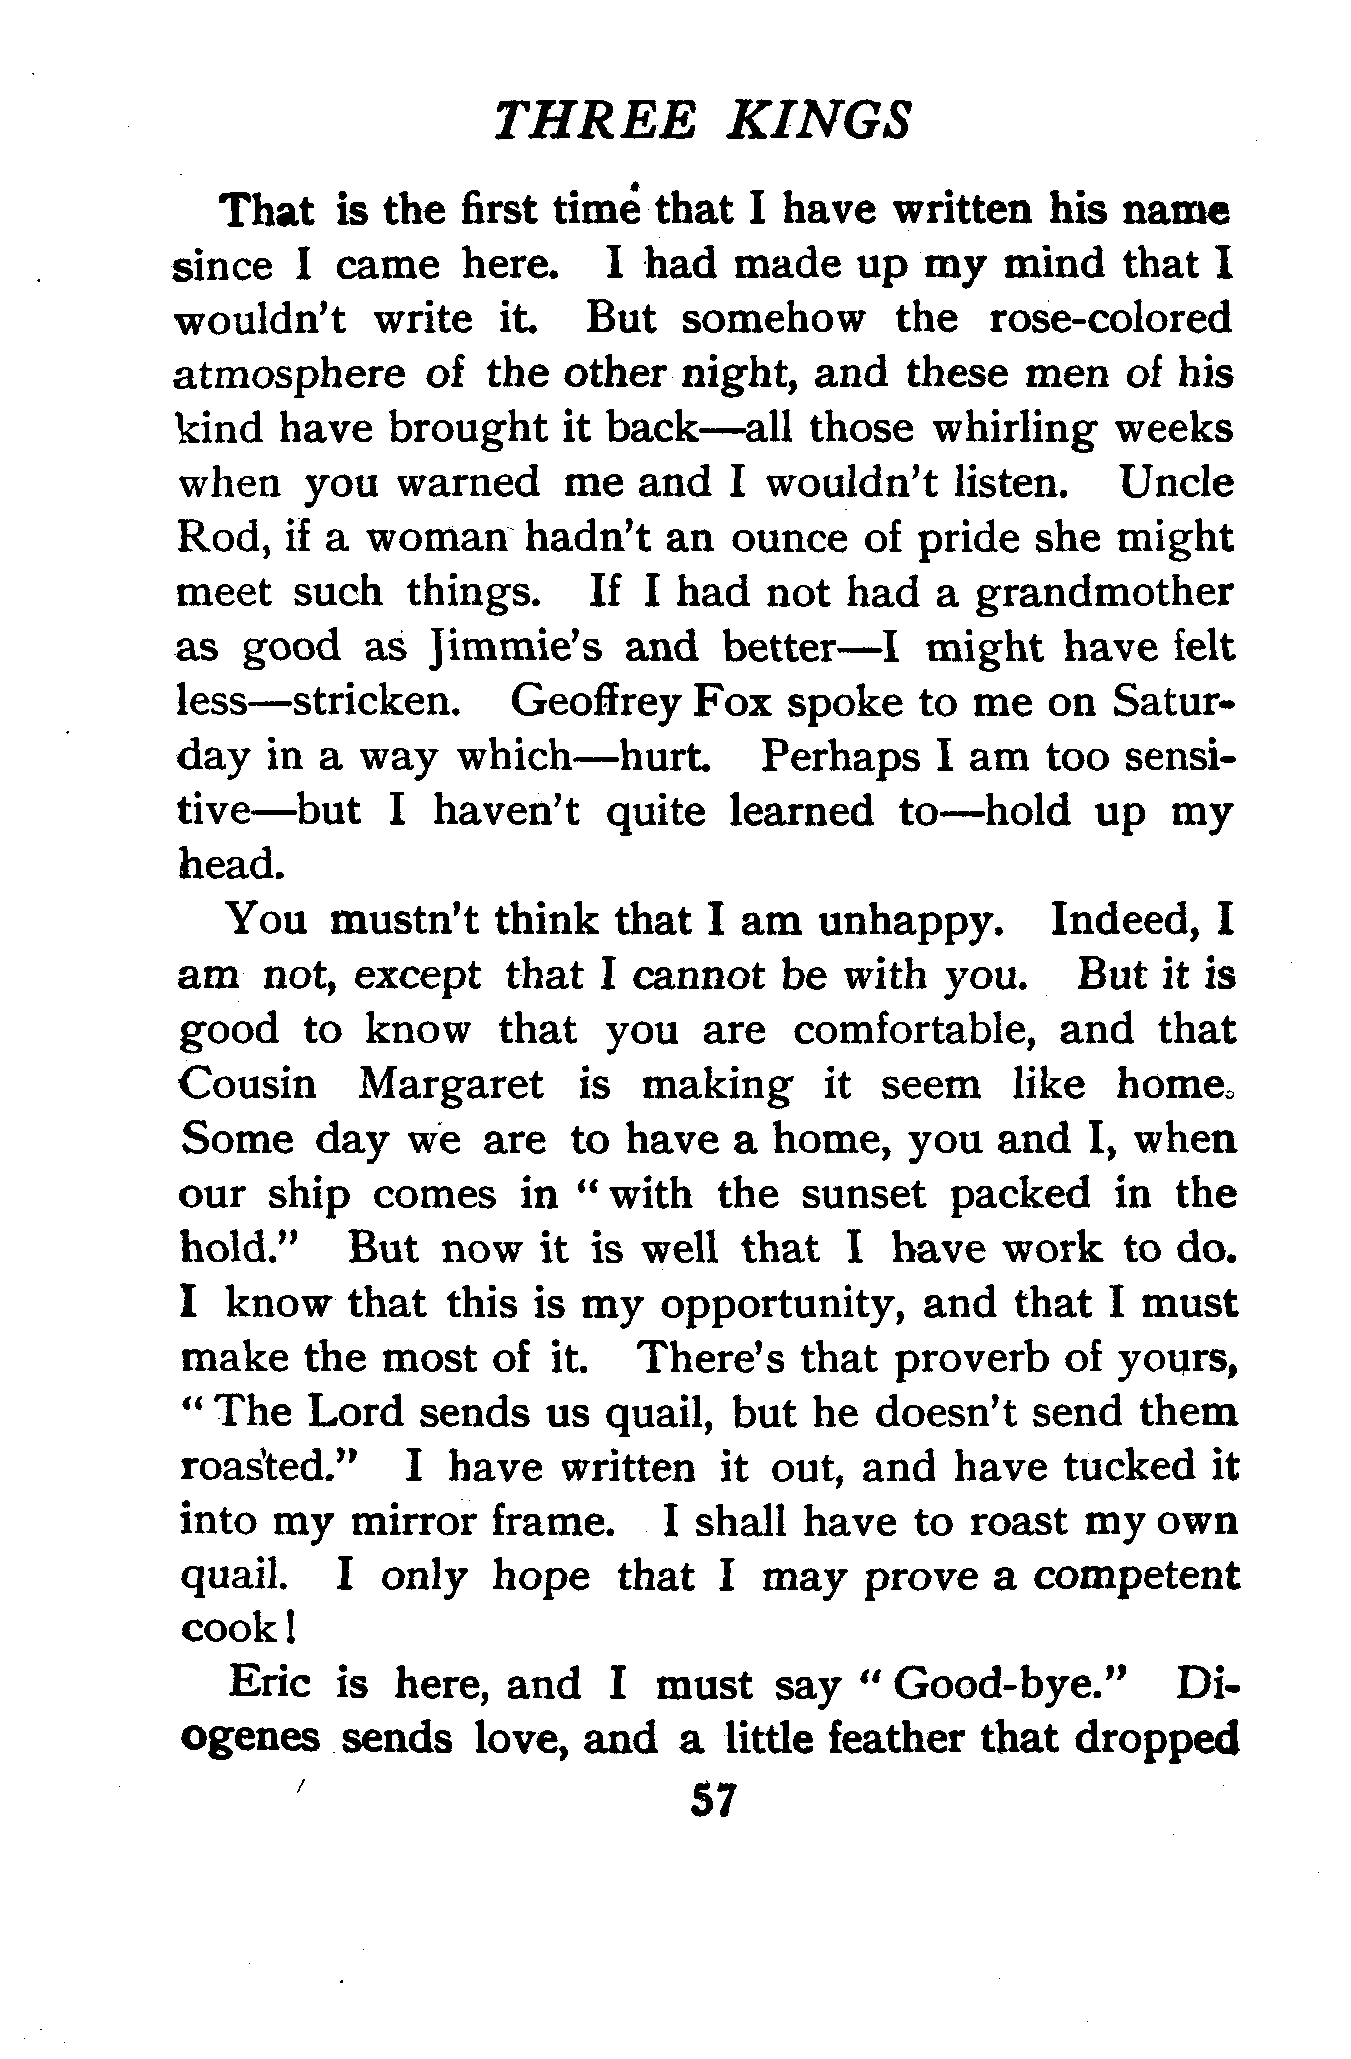 THREE KINGS
That is the first time that I have written his name
since I came here. I had made up my mind that I
wouldn't write it. But somehow the rose-colored
atmosphere of the other night, and these men of his
kind have brought it back—all those whirling weeks
when you warned me and I wouldn't listen. Uncle
Rod, if a woman hadn't an ounce of pride she might
meet such things. If I had not had a grandmother
as good as Jimmie's and better—I might have felt
less—stricken. Geoffrey Fox spoke to me on Satur-
day in a way which—hurt. Perhaps I am too sensi-
tive—but I haven't quite learned to—hold up my
head.
You mustn't think that I am unhappy. Indeed, I
am not, except that I cannot be with you. But it is
good to know that you are comfortable, and that
Cousin Margaret is making it seem like home.
Some day we are to have a home, you and I, when
our ship comes in “with the sunset packed in the
hold.” But now it is well that I have work to do.
I know that this is my opportunity, and that I must
make the most of it. There's that proverb of yours,
“The Lord sends us quail, but he doesn't send them
roasted.” I have written it out, and have tucked it
into my mirror frame. I shall have to roast my own
quail. I only hope that I may prove a competent
cook!
Eric is here, and I must say “Good-bye.” Di-
ogenes sends love, and a little feather that dropped
57